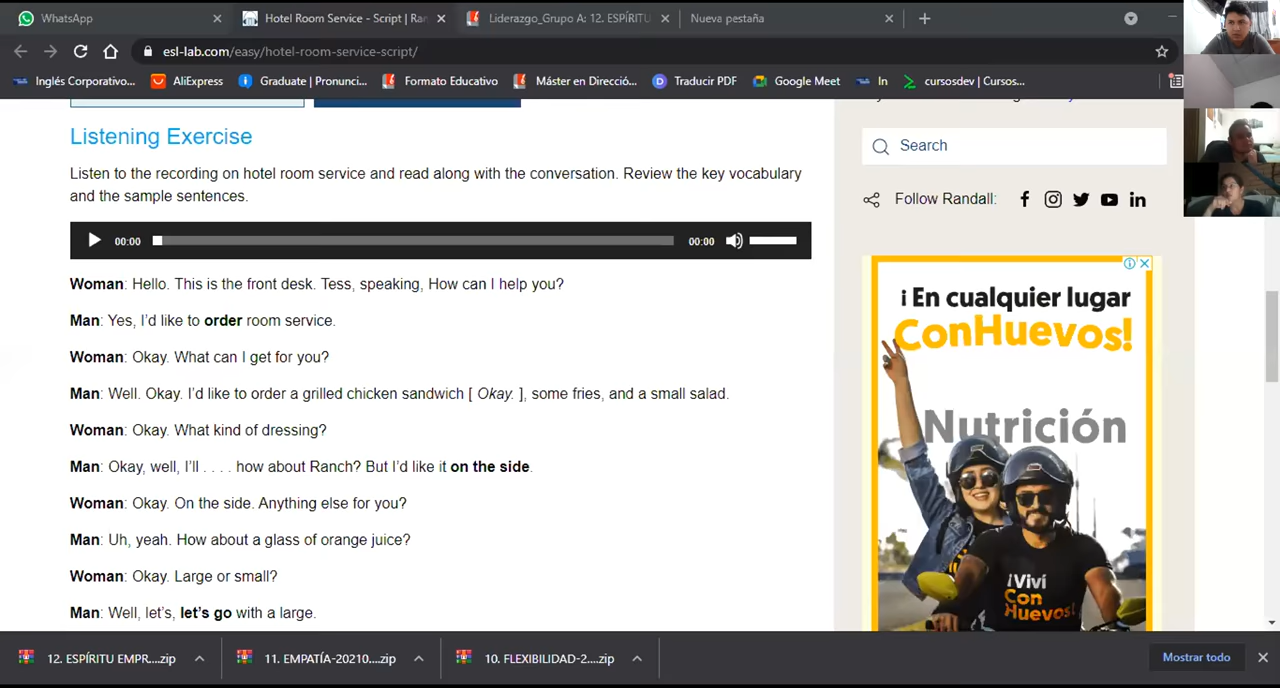 WhatsApp
Hotel Room Service - Script | Ran
Liderazgo_Grupo A: 12. ESPÍRITU
Nueva pestaña
esl-lab.com/easy/hotel-room-service-script/
Inglés Corporativo...
AliExpress
Graduate | Pronunci...
Formato Educativo
Máster en Direcció...
Traducir PDF
Google Meet
In
cursosdev | Cursos...
Listening Exercise
Listen to the recording on hotel room service and read along with the conversation. Review the key vocabulary
and the sample sentences.
00:00 00:00
Woman: Hello. This is the front desk. Tess, speaking, How can I help you?
Man: Yes, I’d like to order room service.
Woman: Okay. What can I get for you?
Man: Well. Okay. I’d like to order a grilled chicken sandwich [ Okay. ], some fries, and a small salad.
Woman: Okay. What kind of dressing?
Man: Okay, well, I’ll . . . . how about Ranch? But I’d like it on the side.
Woman: Okay. On the side. Anything else for you?
Man: Uh, yeah. How about a glass of orange juice?
Woman: Okay. Large or small?
Man: Well, let’s, let’s go with a large.
Search
Follow Randall:
¡En cualquier lugar
ConHuevos!
Nutrición
¡Viví
Con
Huevos!
12. ESPÍRITU EMPR....zip
11. EMPATÍA-20210....zip
10. FLEXIBILIDAD-2....zip
Mostrar todo